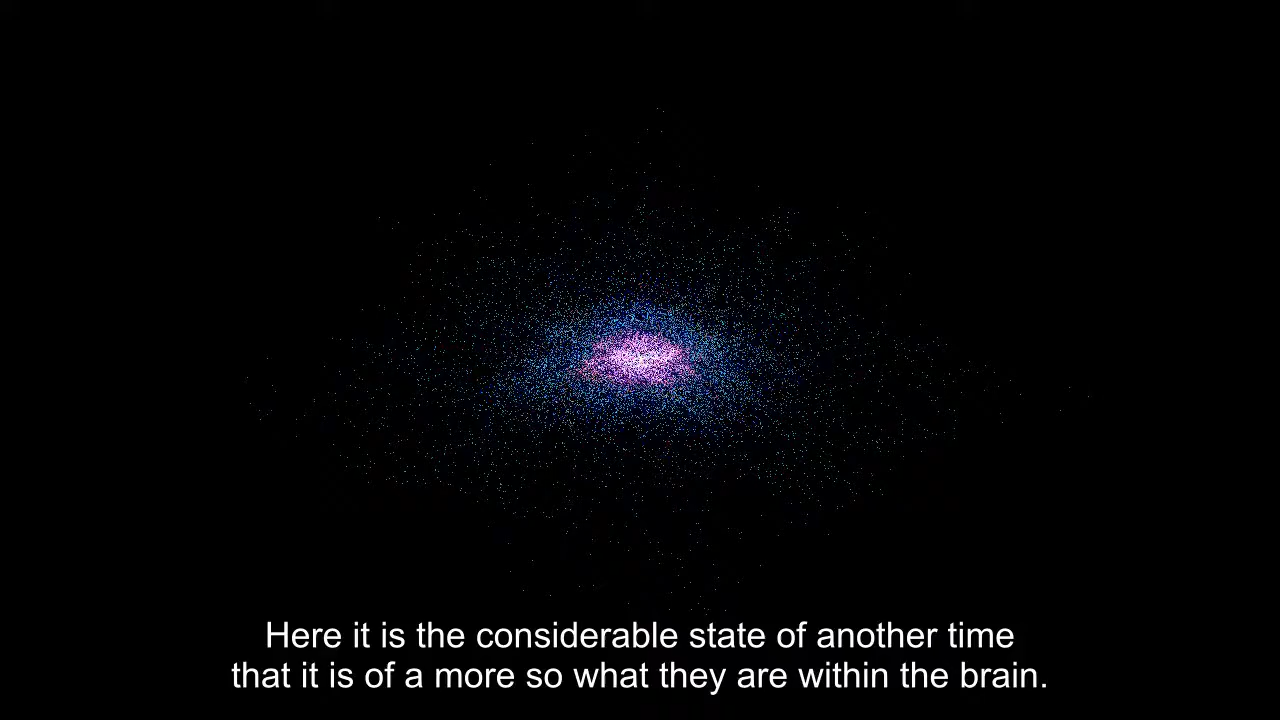 Here it is the considerable state of another time
that it is of a more so what they are within the brain.